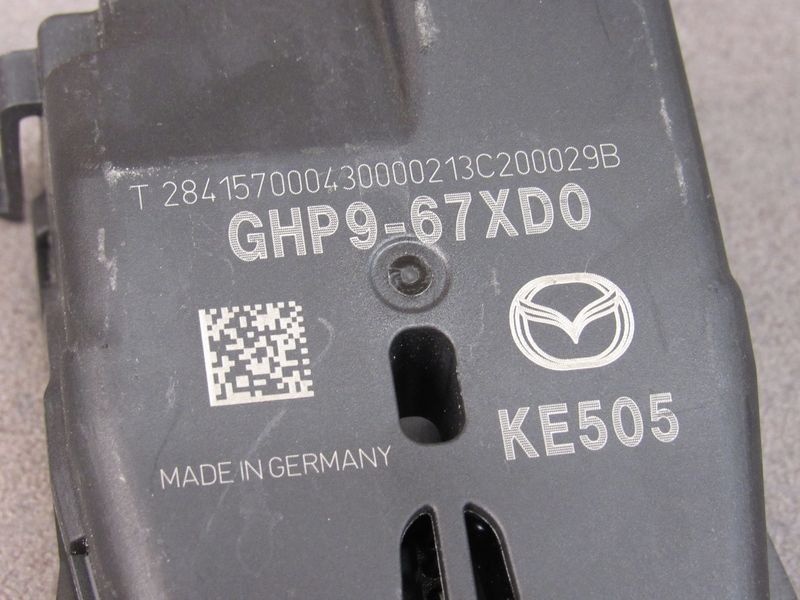 T 284157000430000213C200029B
GHP9-67XD0
KE505
MADE IN GERMANY